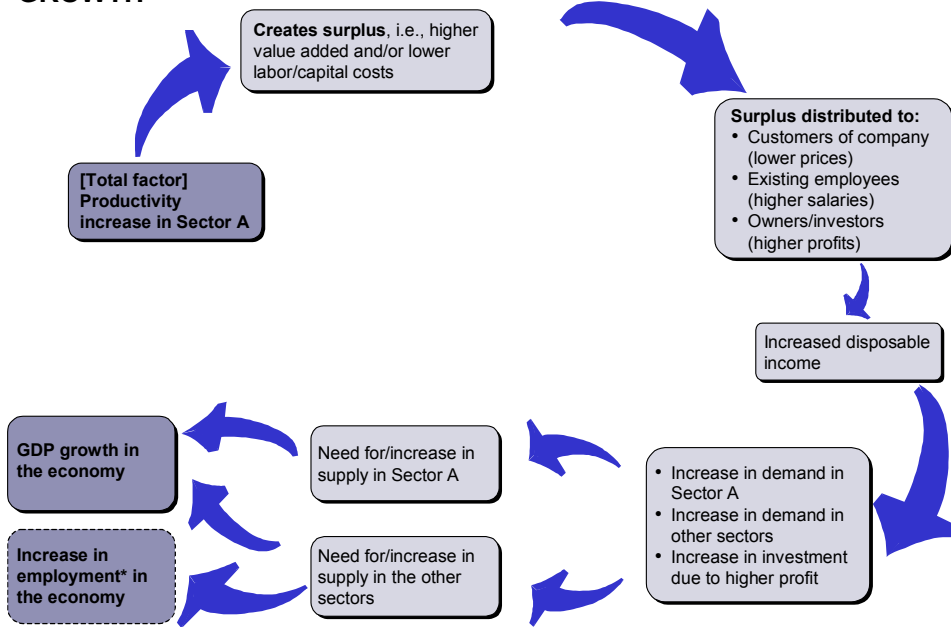 Creates surplus, i.e., higher
value added and/or lower
labor/capital costs
Surplus distributed to:
• Customers of company
(lower prices)
• Existing employees
(higher salaries)
• Owners/investors
(higher profits)
[Total factor]
Productivity
increase in Sector A
Increased disposable
income
GDP growth in
the economy
Need for/increase in
supply in Sector A
• Increase in demand in
Sector A
• Increase in demand in
other sectors
• Increase in investment
due to higher profit
Increase in
employment* in
the economy
Need for/increase in
supply in the other
sectors